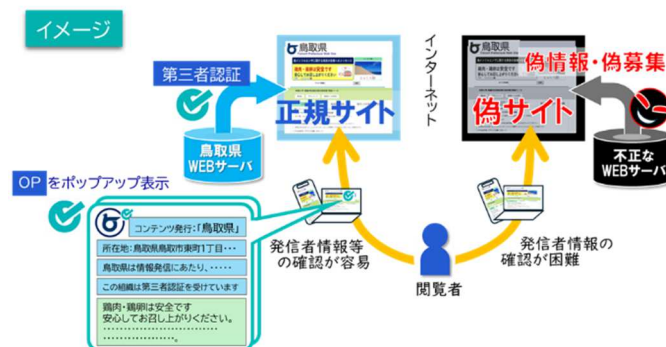 イメージ
鳥取県
鳥取県
インターネット
偽情報・偽募集
第三者認証
正規サイト
偽サイト
鳥取県
WEBサーバ
不正な
WEBサーバ
OPをポップアップ表示
コンテンツ発行:「鳥取県」
所在地:鳥取県鳥取市東町1丁目・・・
鳥取県は情報発信にあたり、・・・・・
この組織は第三者認証を受けています
鶏肉・鶏卵は安全です
安心してお召し上がりください。
・・・・・・・・・・・・・・・・・・・・・・・・・・
・・・・・・・・・・・・・・・・・・。
発信者情報等
の確認が容易
発信者情報の
確認が困難
閲覧者